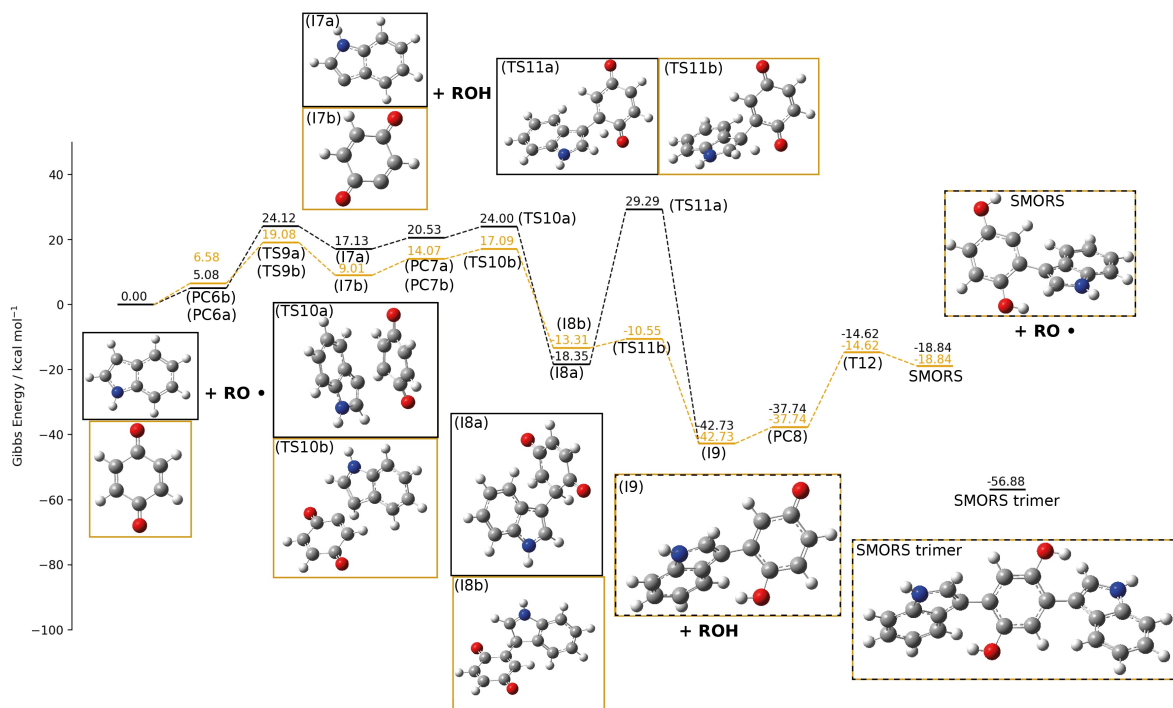 (I7a)
+ ROH
(I7b)
(TS11a)
(TS11b)
Gibbs Energy / kcal mol⁻¹
40
20
0
−20
−40
−60
−80
−100
0.00
6.58
5.08
(PC6b)
(PC6a)
24.12
19.08
(TS9a)
(TS9b)
17.13
(I7a)
9.01
(I7b)
20.53
14.07
(PC7a)
(PC7b)
24.00
(TS10a)
17.09
(TS10b)
(I8b)
-13.31
-18.35
(I8a)
29.29
(TS11a)
-10.55
(TS11b)
-42.73
-42.73
(I9)
-37.74
-37.74
(PC8)
-14.62
-14.62
(T12)
-18.84
-18.84
SMORS
SMORS
+ RO •
+ RO •
(TS10a)
(TS10b)
(I8a)
(I8b)
(I9)
+ ROH
-56.88
SMORS trimer
SMORS trimer